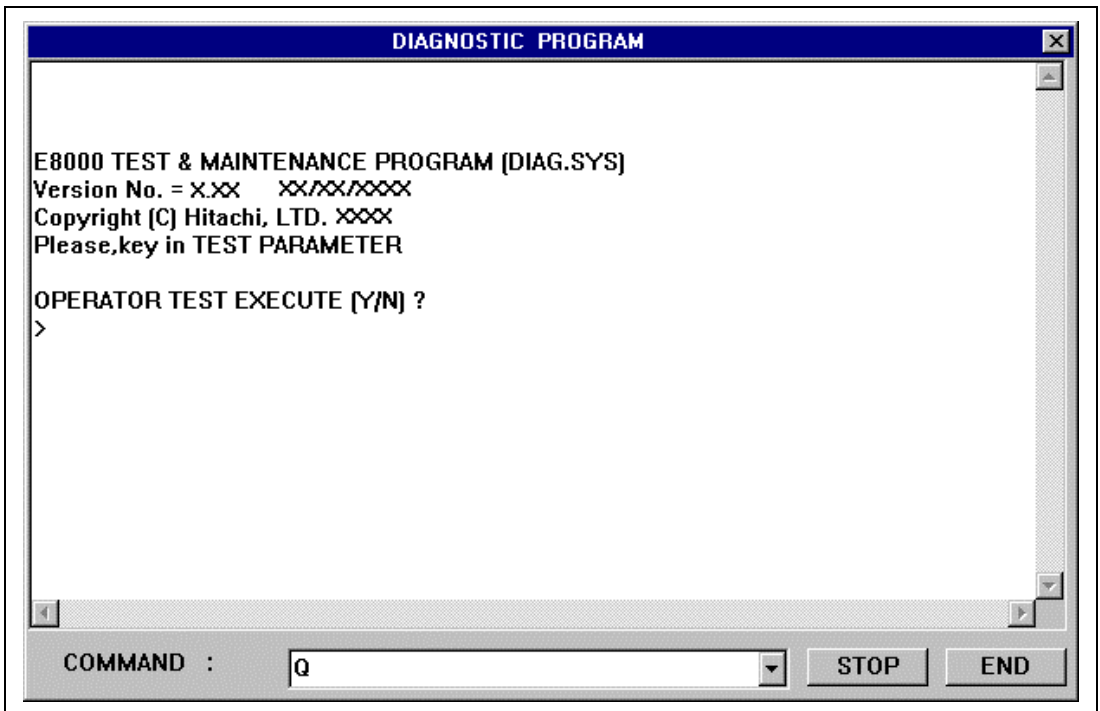 DIAGNOSTIC PROGRAM
E8000 TEST & MAINTENANCE PROGRAM (DIAG.SYS)
Version No. = X.XX XX/XX/XXXX
Copyright (C) Hitachi, LTD. XXXX
Please,key in TEST PARAMETER
OPERATOR TEST EXECUTE (Y/N) ?
>
COMMAND : Q STOP END